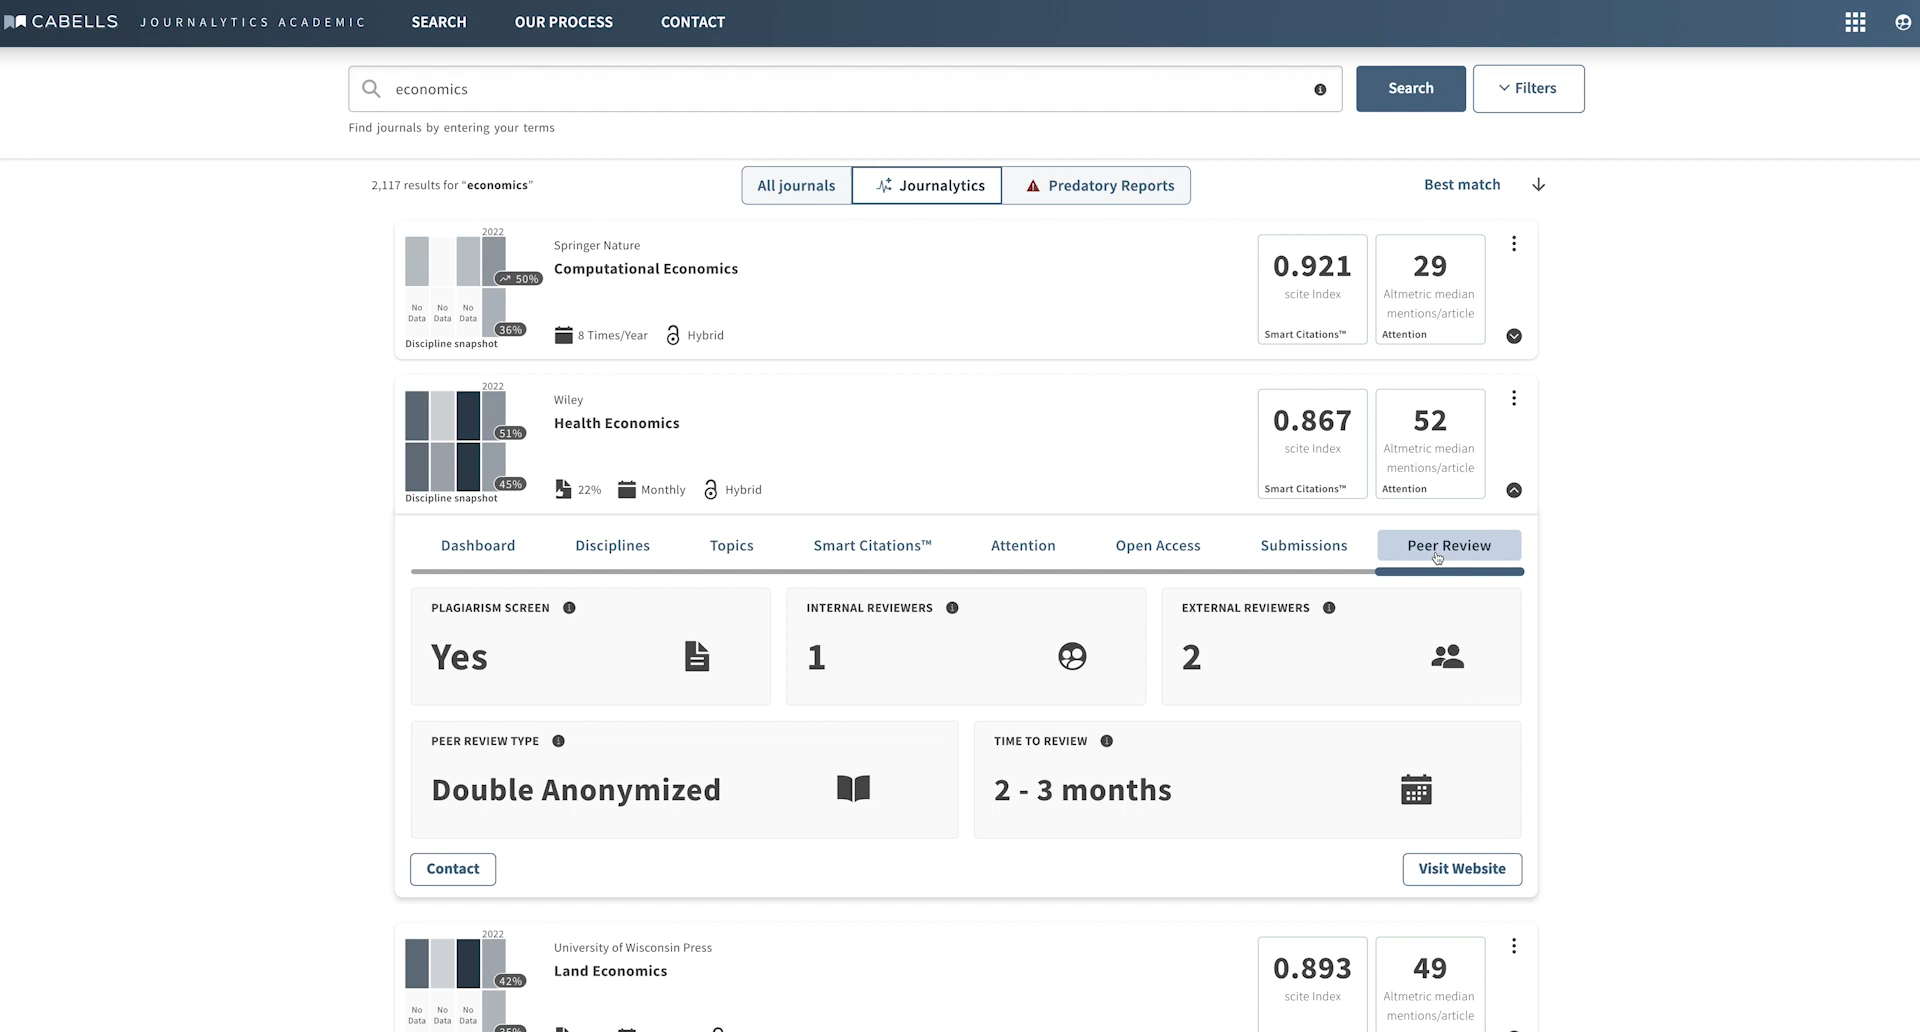 CABELLS JOURNALYTICS ACADEMIC SEARCH OUR PROCESS CONTACT
economics
Search
Filters
Find journals by entering your terms
2,117 results for "economics"
All journals
Journalytics
Predatory Reports
Best match
2022
50%
No Data No Data No Data
36%
Discipline snapshot
Springer Nature
Computational Economics
8 Times/Year Hybrid
0.921
scite Index
Smart Citations™
29
Altmetric median
mentions/article
Attention
2022
51%
45%
Discipline snapshot
Wiley
Health Economics
22% Monthly Hybrid
0.867
scite Index
Smart Citations™
52
Altmetric median
mentions/article
Attention
Dashboard Disciplines Topics Smart Citations™ Attention Open Access Submissions Peer Review
PLAGIARISM SCREEN
Yes
INTERNAL REVIEWERS
1
EXTERNAL REVIEWERS
2
PEER REVIEW TYPE
Double Anonymized
TIME TO REVIEW
2 - 3 months
Contact
Visit Website
2022
42%
No Data No Data No Data
University of Wisconsin Press
Land Economics
0.893
scite Index
49
Altmetric median
mentions/article